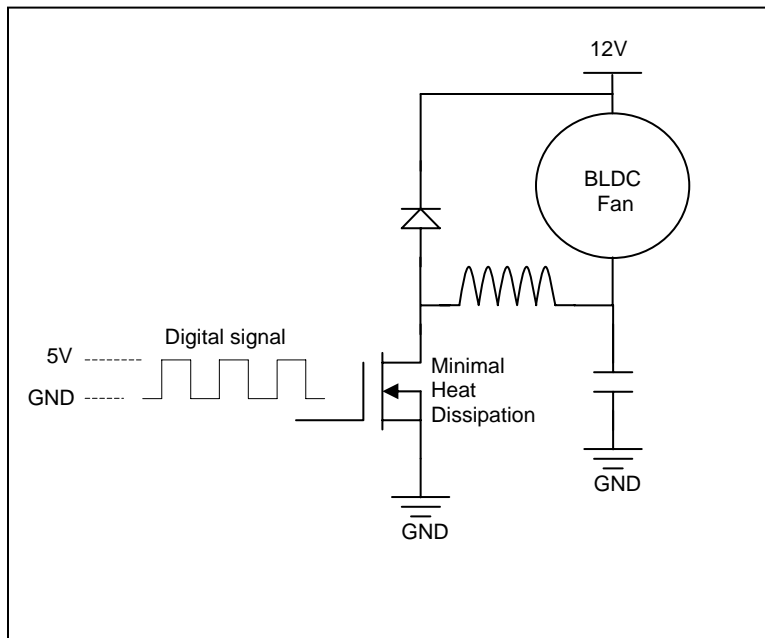 12V
BLDC
Fan
Digital signal
5V
GND
Minimal
Heat
Dissipation
GND
GND